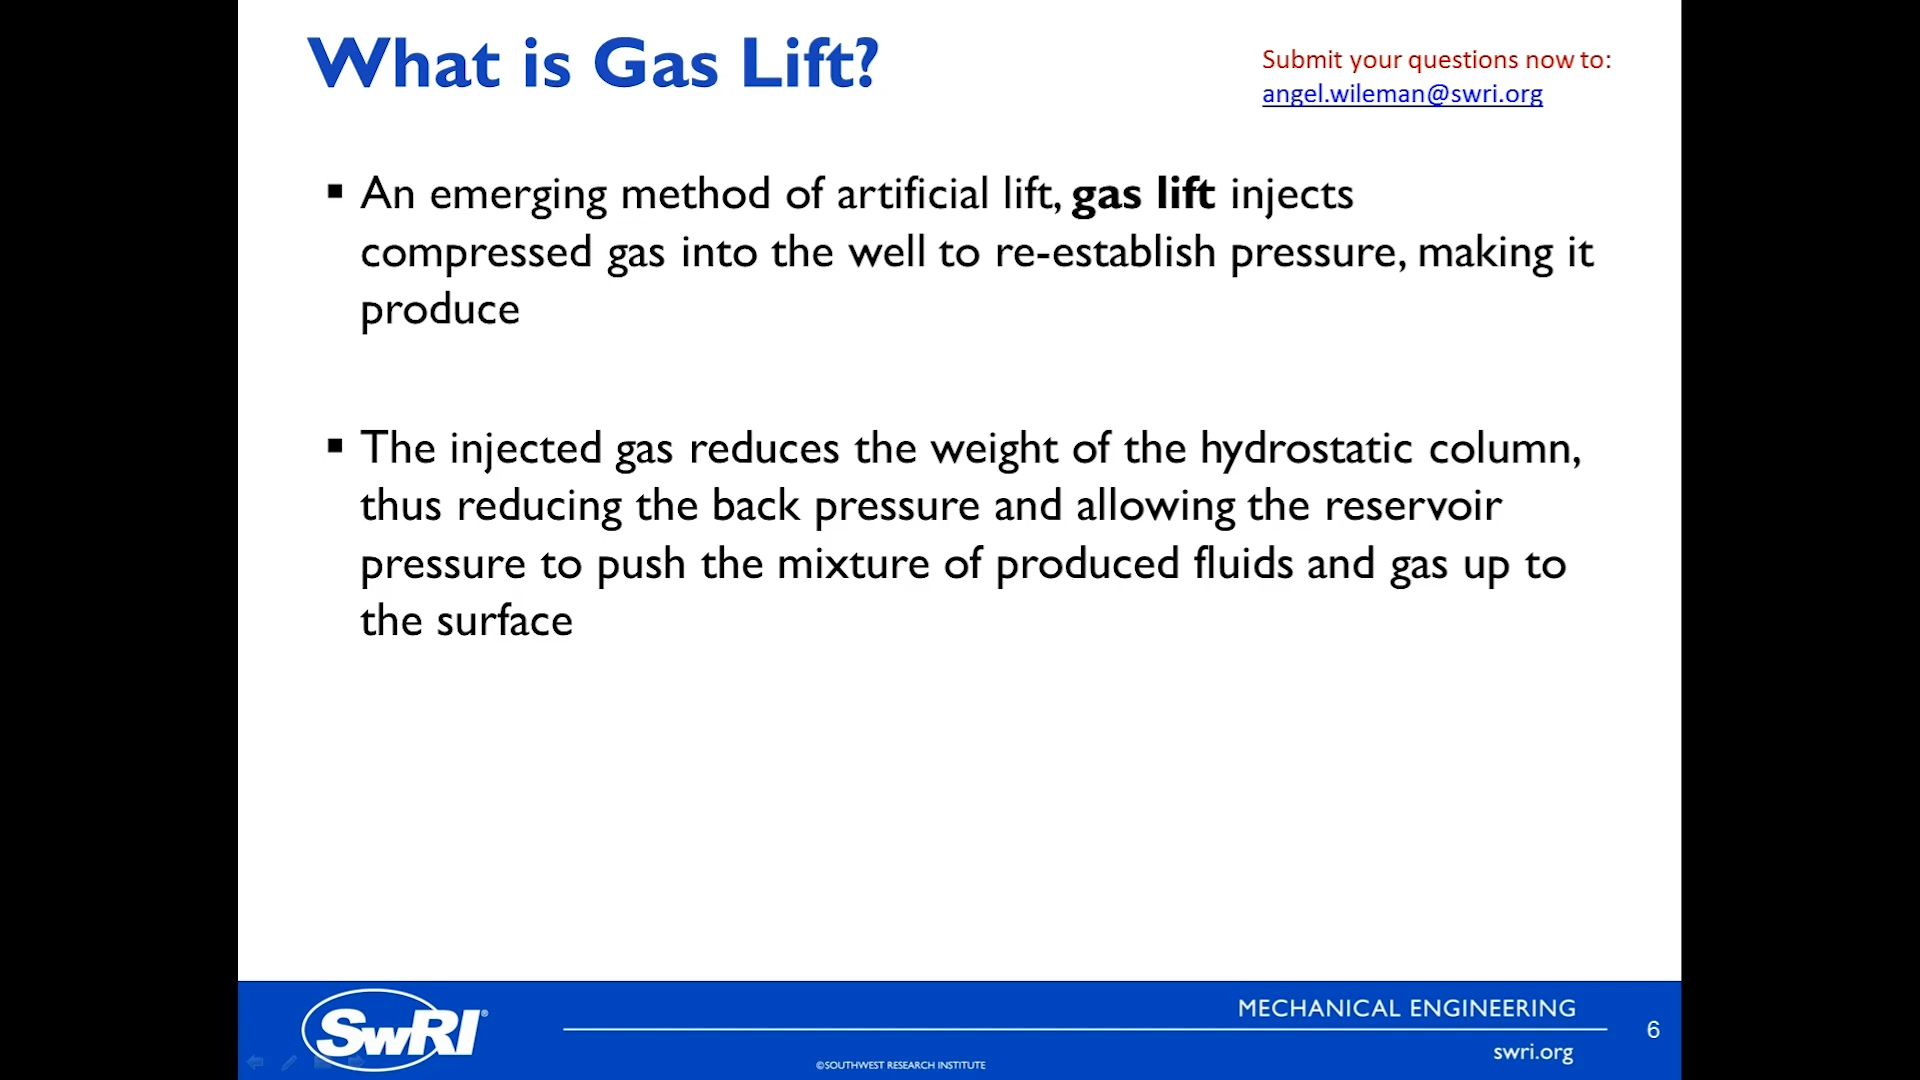 What is Gas Lift?
Submit your questions now to:
angel.wileman@swri.org
▪ An emerging method of artificial lift, gas lift injects
compressed gas into the well to re-establish pressure, making it
produce
▪ The injected gas reduces the weight of the hydrostatic column,
thus reducing the back pressure and allowing the reservoir
pressure to push the mixture of produced fluids and gas up to
the surface
SwRI®
MECHANICAL ENGINEERING
6
swri.org
©SOUTHWEST RESEARCH INSTITUTE